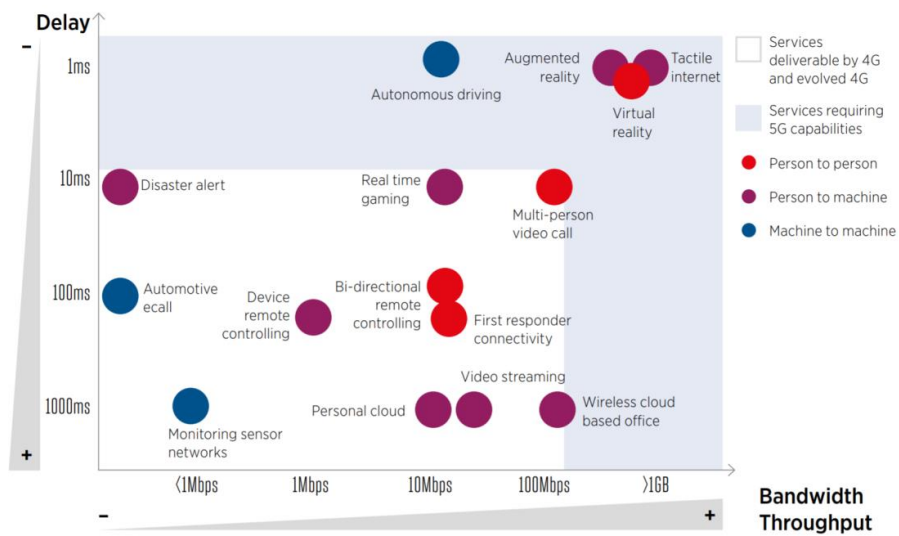 Delay
–
1ms
10ms
100ms
1000ms
+
Autonomous driving
Augmented
reality
Tactile
internet
Virtual
reality
Disaster alert
Real time
gaming
Multi-person
video call
Automotive
ecall
Device
remote
controlling
Bi-directional
remote
controlling
First responder
connectivity
Video streaming
Personal cloud
Wireless cloud
based office
Monitoring sensor
networks
<1Mbps
1Mbps
10Mbps
100Mbps
>1GB
–
+
Bandwidth
Throughput
Services
deliverable by 4G
and evolved 4G
Services requiring
5G capabilities
Person to person
Person to machine
Machine to machine